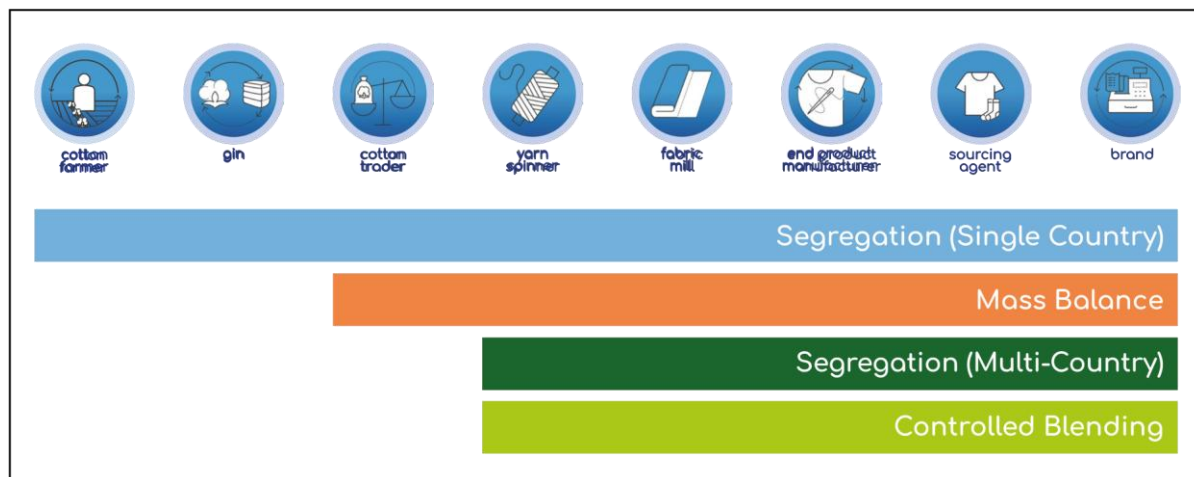 cotton
farmer
gin
cotton
trader
yarn
spinner
fabric
mill
end product
manufacturer
sourcing
agent
brand
Segregation (Single Country)
Mass Balance
Segregation (Multi-Country)
Controlled Blending